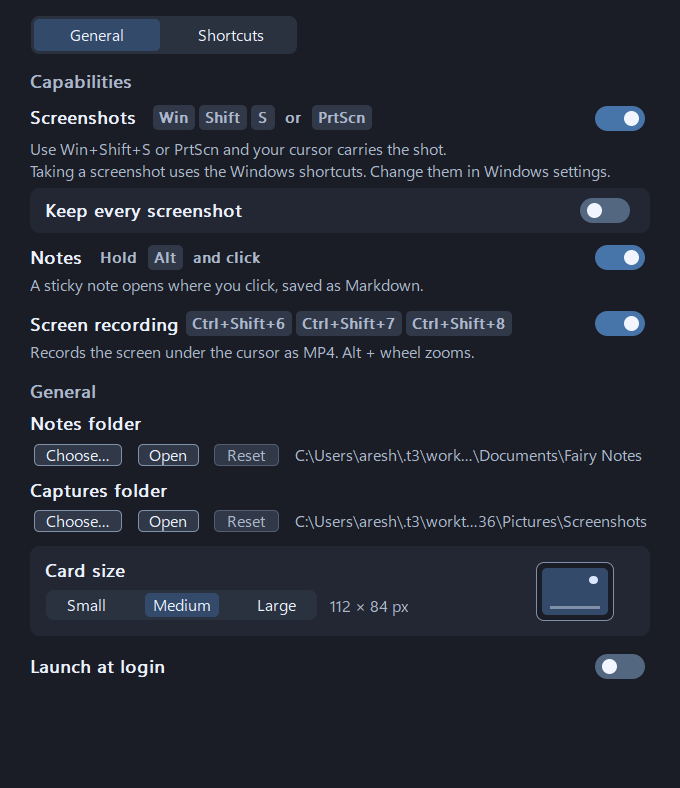 General Shortcuts
Capabilities
Screenshots Win Shift S or PrtScn
Use Win+Shift+S or PrtScn and your cursor carries the shot.
Taking a screenshot uses the Windows shortcuts. Change them in Windows settings.
Keep every screenshot
Notes Hold Alt and click
A sticky note opens where you click, saved as Markdown.
Screen recording Ctrl+Shift+6 Ctrl+Shift+7 Ctrl+Shift+8
Records the screen under the cursor as MP4. Alt + wheel zooms.
General
Notes folder
Choose... Open Reset C:\Users\aresh\.t3\work...\Documents\Fairy Notes
Captures folder
Choose... Open Reset C:\Users\aresh\.t3\workt...36\Pictures\Screenshots
Card size
Small Medium Large 112 × 84 px
Launch at login